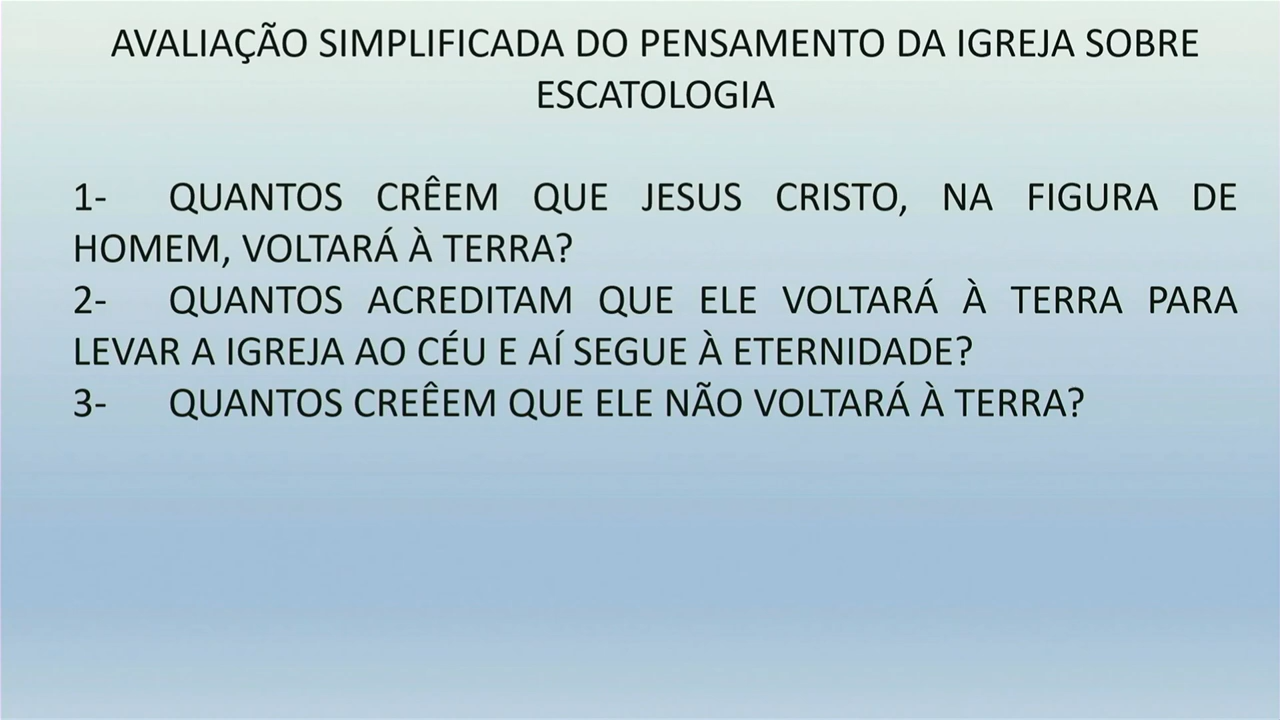 AVALIAÇÃO SIMPLIFICADA DO PENSAMENTO DA IGREJA SOBRE
ESCATOLOGIA
1- QUANTOS CRÊEM QUE JESUS CRISTO, NA FIGURA DE
HOMEM, VOLTARÁ À TERRA?
2- QUANTOS ACREDITAM QUE ELE VOLTARÁ À TERRA PARA
LEVAR A IGREJA AO CÉU E AÍ SEGUE À ETERNIDADE?
3- QUANTOS CREÊEM QUE ELE NÃO VOLTARÁ À TERRA?